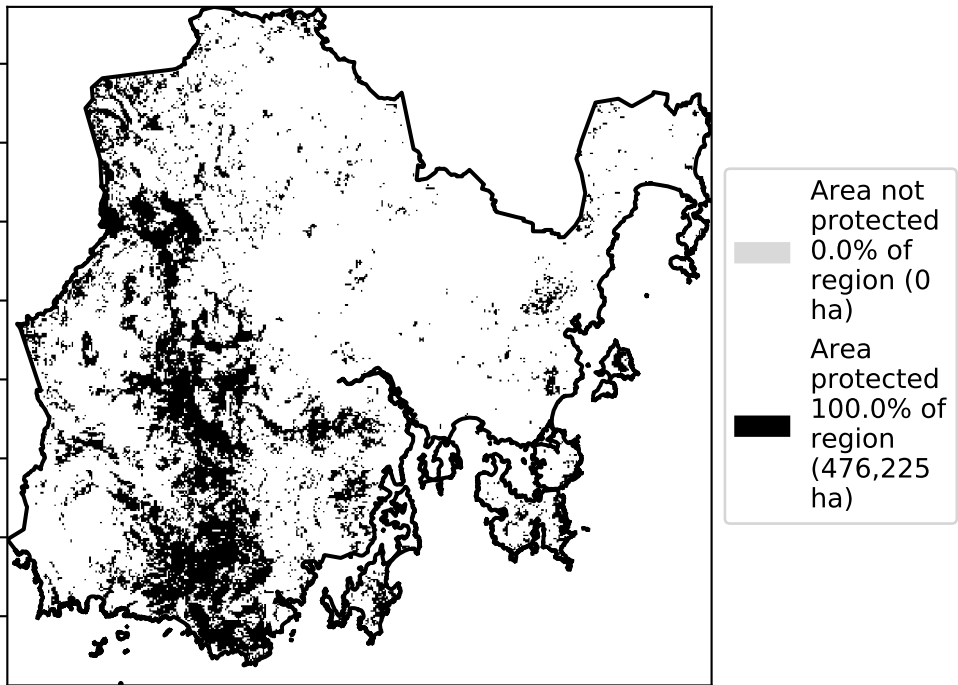 Area not
protected
0.0% of
region (0
ha)
Area
protected
100.0% of
region
(476,225
ha)